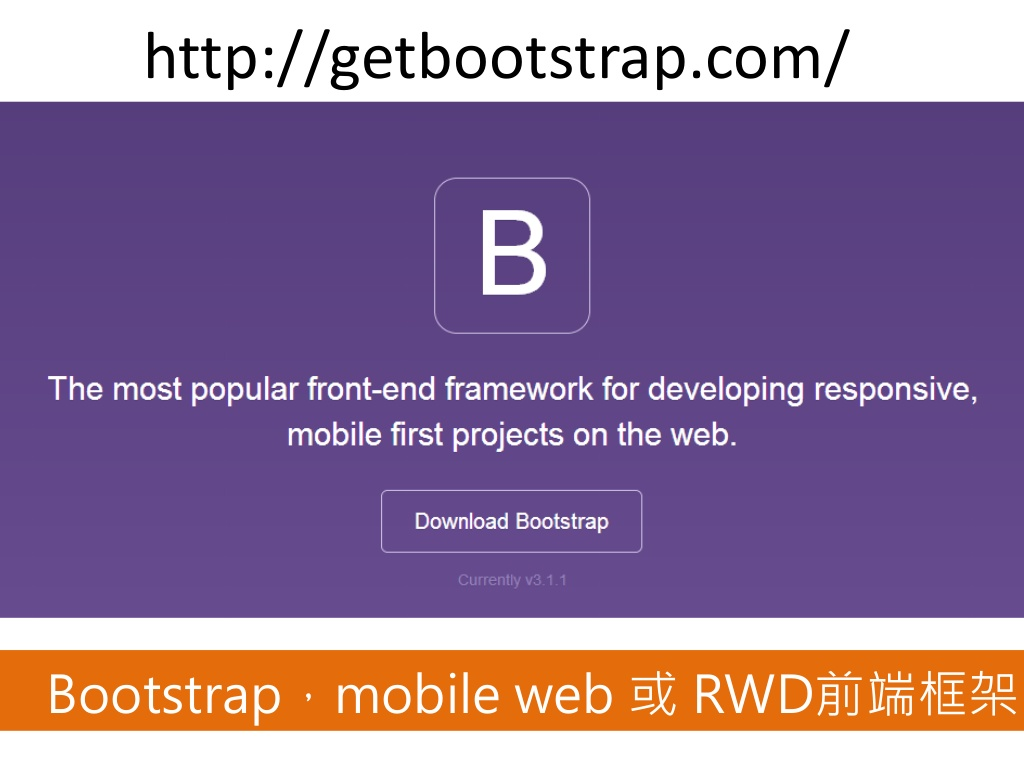 http://getbootstrap.com/
B
The most popular front-end framework for developing responsive,
mobile first projects on the web.
Download Bootstrap
Currently v3.1.1
Bootstrap，mobile web 或 RWD前端框架